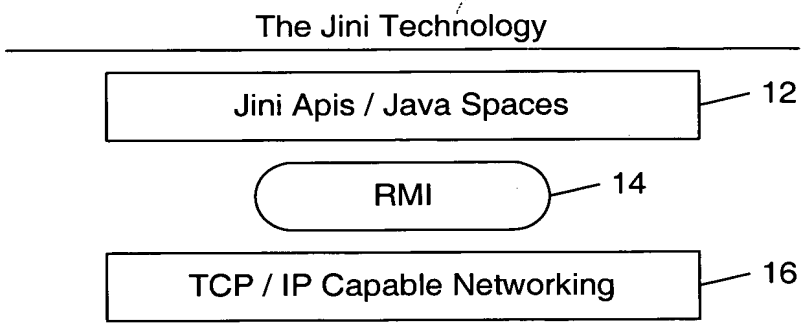 The Jini Technology
Jini Apis / Java Spaces
12
RMI
14
TCP / IP Capable Networking
16